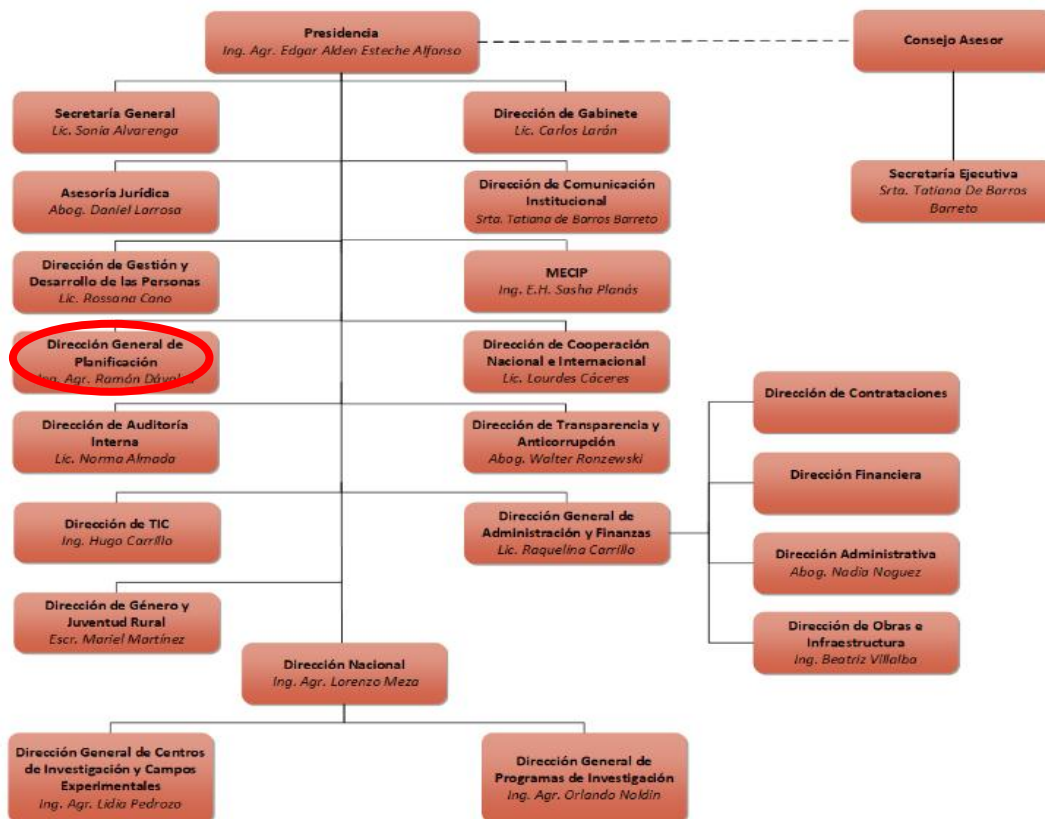 Presidencia
Ing. Agr. Edgar Alden Esteche Alfonso
Consejo Asesor
Secretaría General
Lic. Sonia Alvarenga
Dirección de Gabinete
Lic. Carlos Larán
Asesoría Jurídica
Abog. Daniel Larrosa
Dirección de Comunicación
Institucional
Srta. Tatiana de Barros Barreto
Secretaría Ejecutiva
Srta. Tatiana De Barros
Barreto
Dirección de Gestión y
Desarrollo de las Personas
Lic. Rossana Cano
MECIP
Ing. E.H. Sasha Planás
Dirección General de
Planificación
Ing. Agr. Ramón
Dirección de Cooperación
Nacional e Internacional
Lic. Lourdes Cáceres
Dirección de Contrataciones
Dirección de Auditoría
Interna
Lic. Norma Almada
Dirección de Transparencia y
Anticorrupción
Abog. Walter Ronzewski
Dirección Financiera
Dirección de TIC
Ing. Hugo Carrillo
Dirección General de
Administración y Finanzas
Lic. Raquelina Carrillo
Dirección Administrativa
Abog. Nadia Noguez
Dirección de Género y
Juventud Rural
Escr. Mariel Martínez
Dirección de Obras e
Infraestructura
Ing. Beatriz Villalba
Dirección Nacional
Ing. Agr. Lorenzo Meza
Dirección General de Centros
de Investigación y Campos
Experimentales
Ing. Agr. Lidia Pedrozo
Dirección General de
Programas de Investigación
Ing. Agr. Orlando Noldin